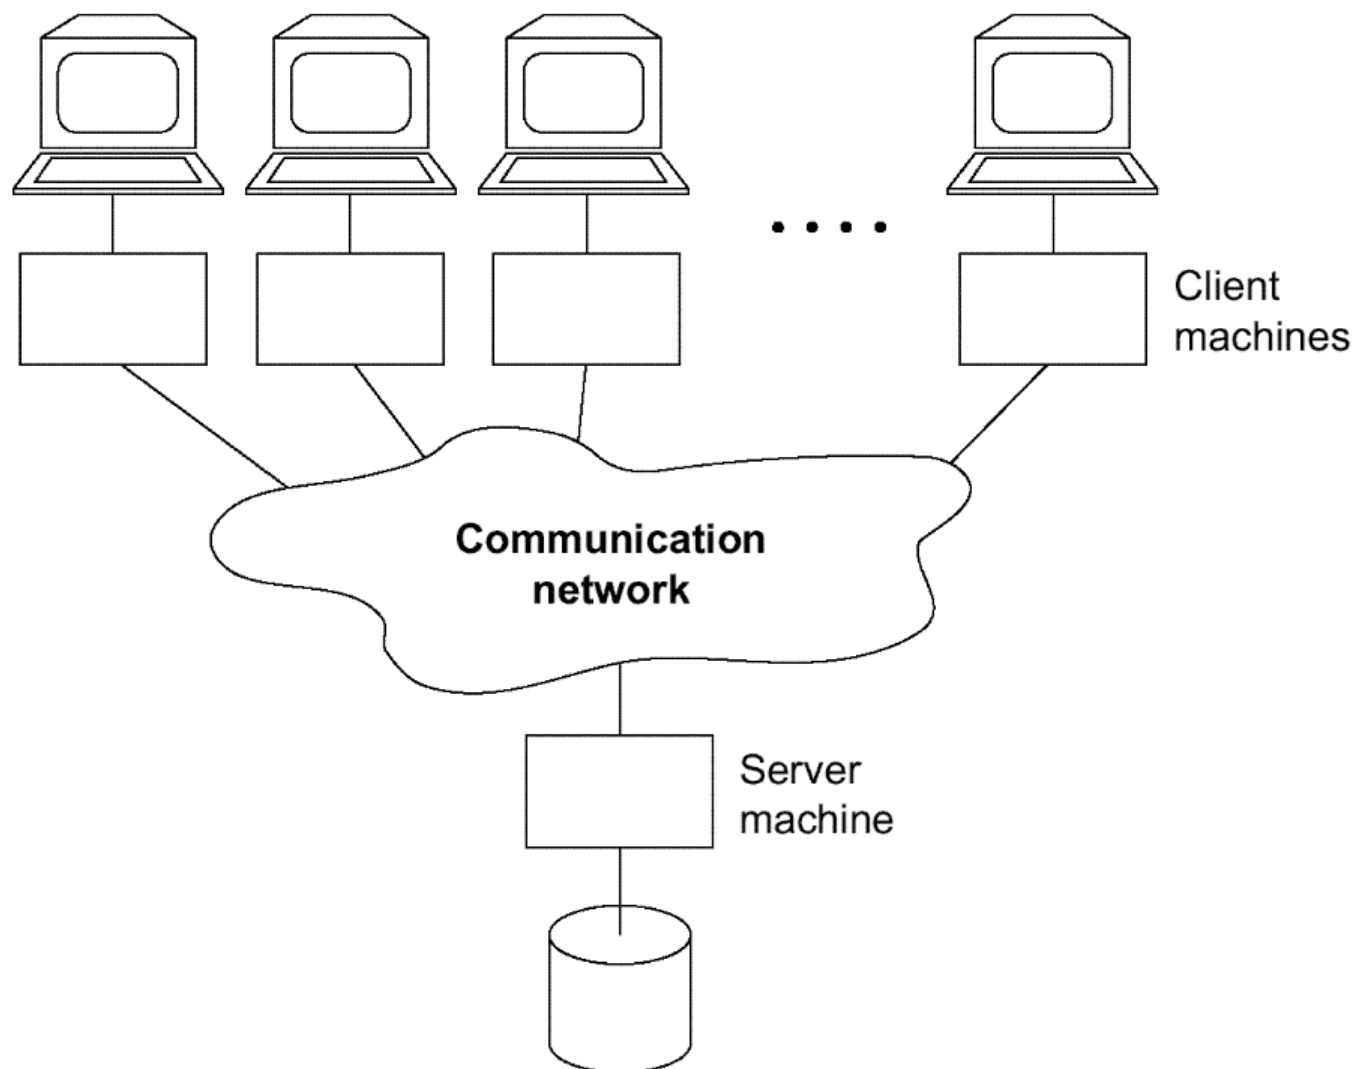 Client
machines
Communication
network
Server
machine